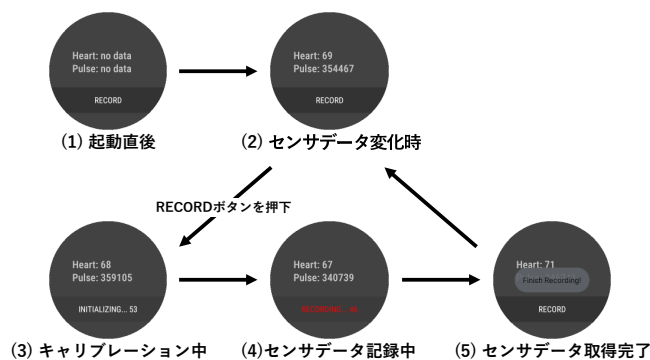 Heart: no data
Pulse: no data
RECORD
(1) 起動直後
Heart: 69
Pulse: 354467
RECORD
(2) センサデータ変化時
RECORDボタンを押下
Heart: 68
Pulse: 359105
INITIALIZING... 53
(3) キャリブレーション中
Heart: 67
Pulse: 340739
RECORDING...
(4)センサデータ記録中
Heart: 71
Finish Recording!
RECORD
(5) センサデータ取得完了